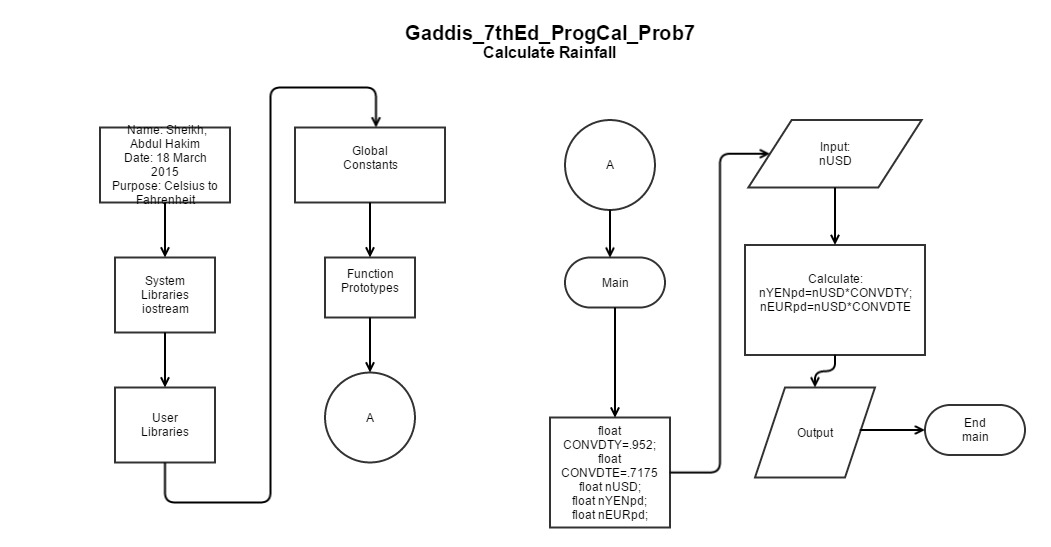 Gaddis_7thEd_ProgCal_Prob7
Calculate Rainfall
Name: Sheikh,
Abdul Hakim
Date: 18 March
2015
Purpose: Celsius to
Fahrenheit
System
Libraries
iostream
User
Libraries
Global
Constants
Function
Prototypes
A
A
Main
float
CONVDTY=.952;
float
CONVDTE=.7175
float nUSD;
float nYENpd;
float nEURpd;
Input:
nUSD
Calculate:
nYENpd=nUSD*CONVDTY;
nEURpd=nUSD*CONVDTE
Output
End
main